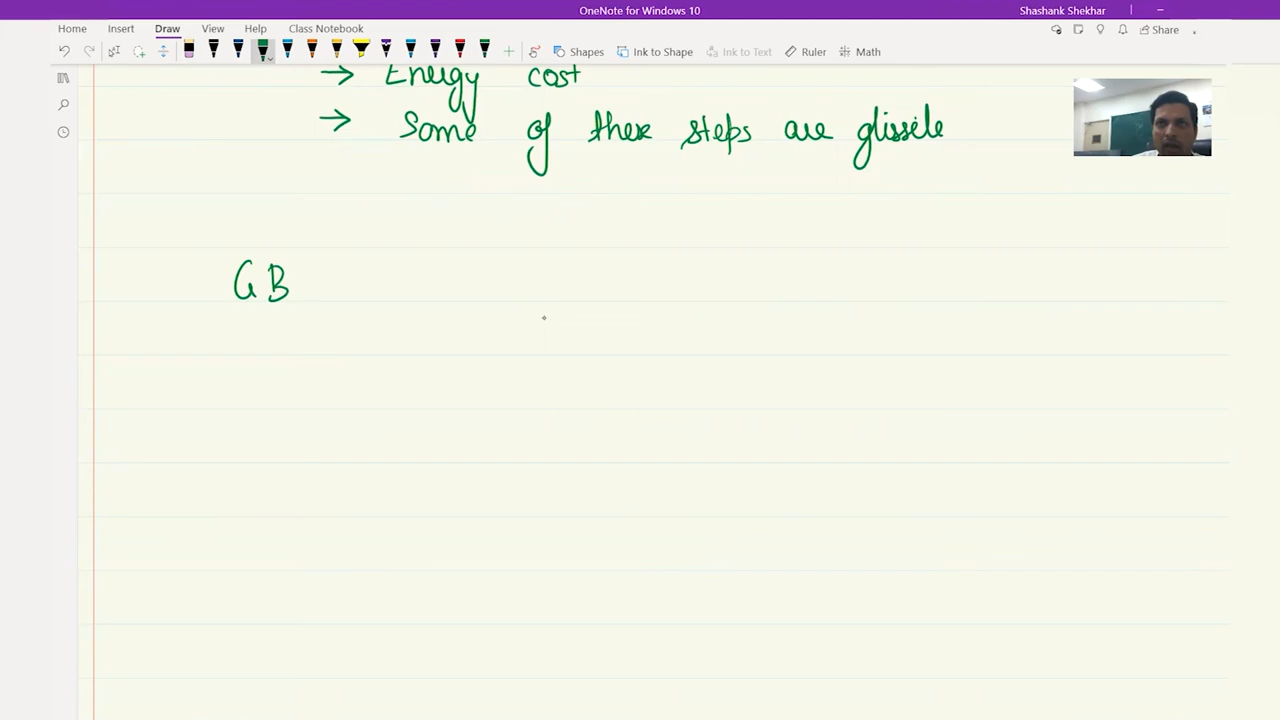 OneNote for Windows 10
Shashank Shekhar
Home Insert Draw View Help Class Notebook
Share
Shapes Ink to Shape Ink to Text Ruler Math
→ Energy cost
→ Some of these steps are glissile
GB